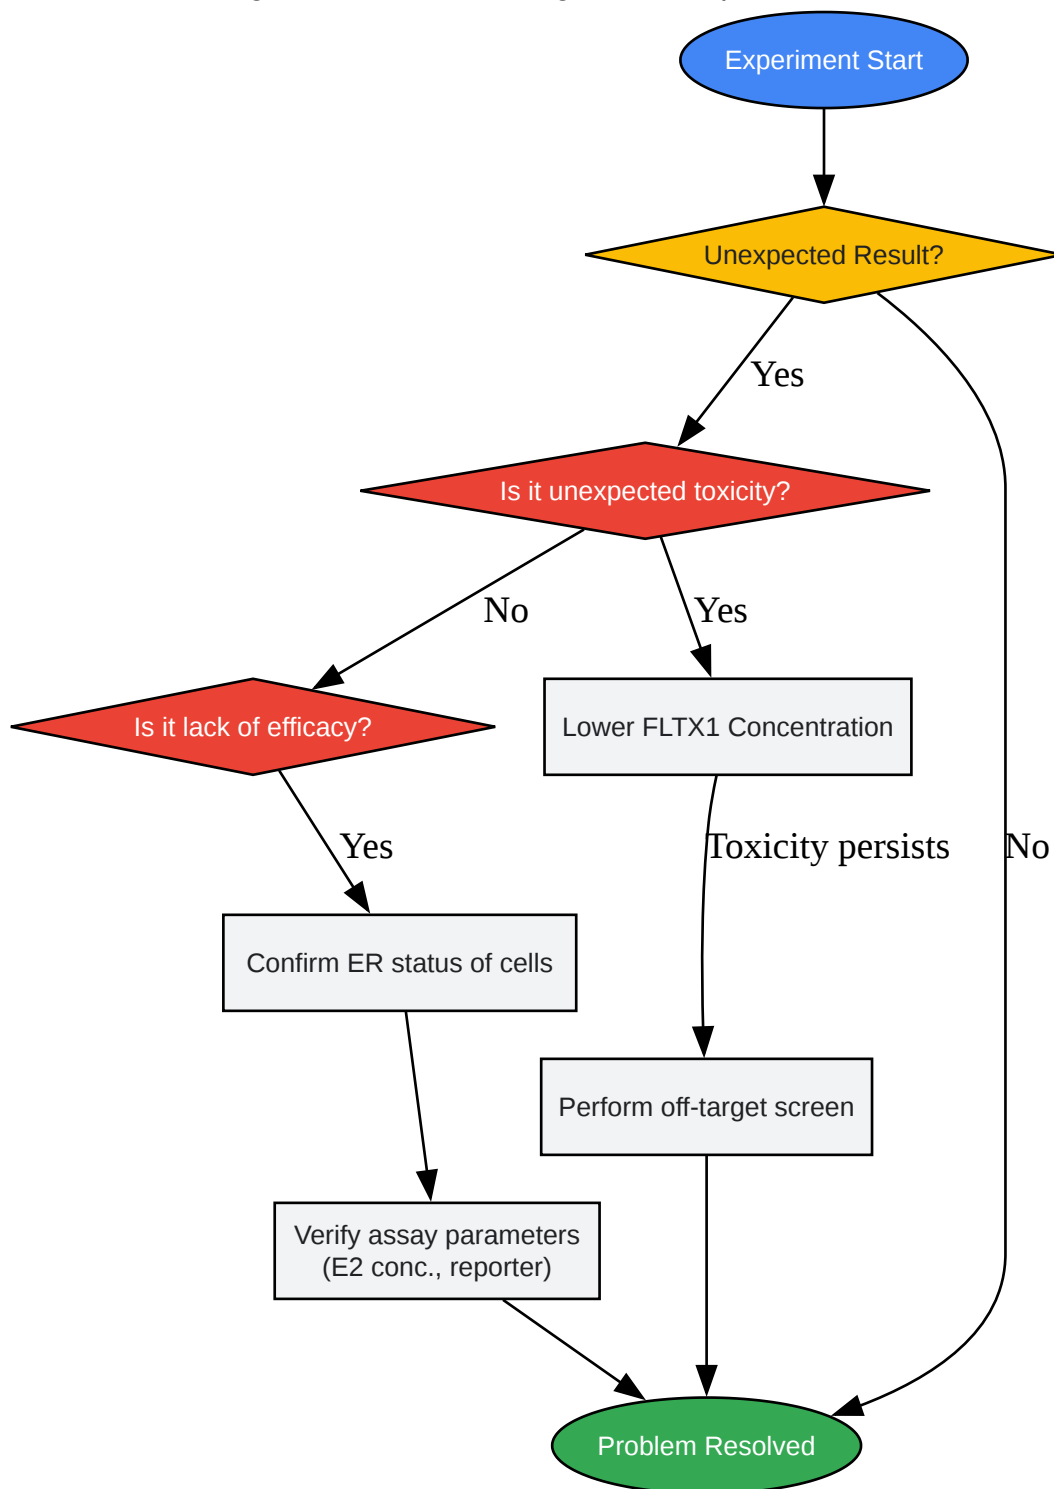 Experiment Start
Unexpected Result?
Yes
Is it unexpected toxicity?
No
Yes
Is it lack of efficacy?
Lower FLTX1 Concentration
Yes
Toxicity persists
No
Confirm ER status of cells
Perform off-target screen
Verify assay parameters
(E2 conc., reporter)
Problem Resolved